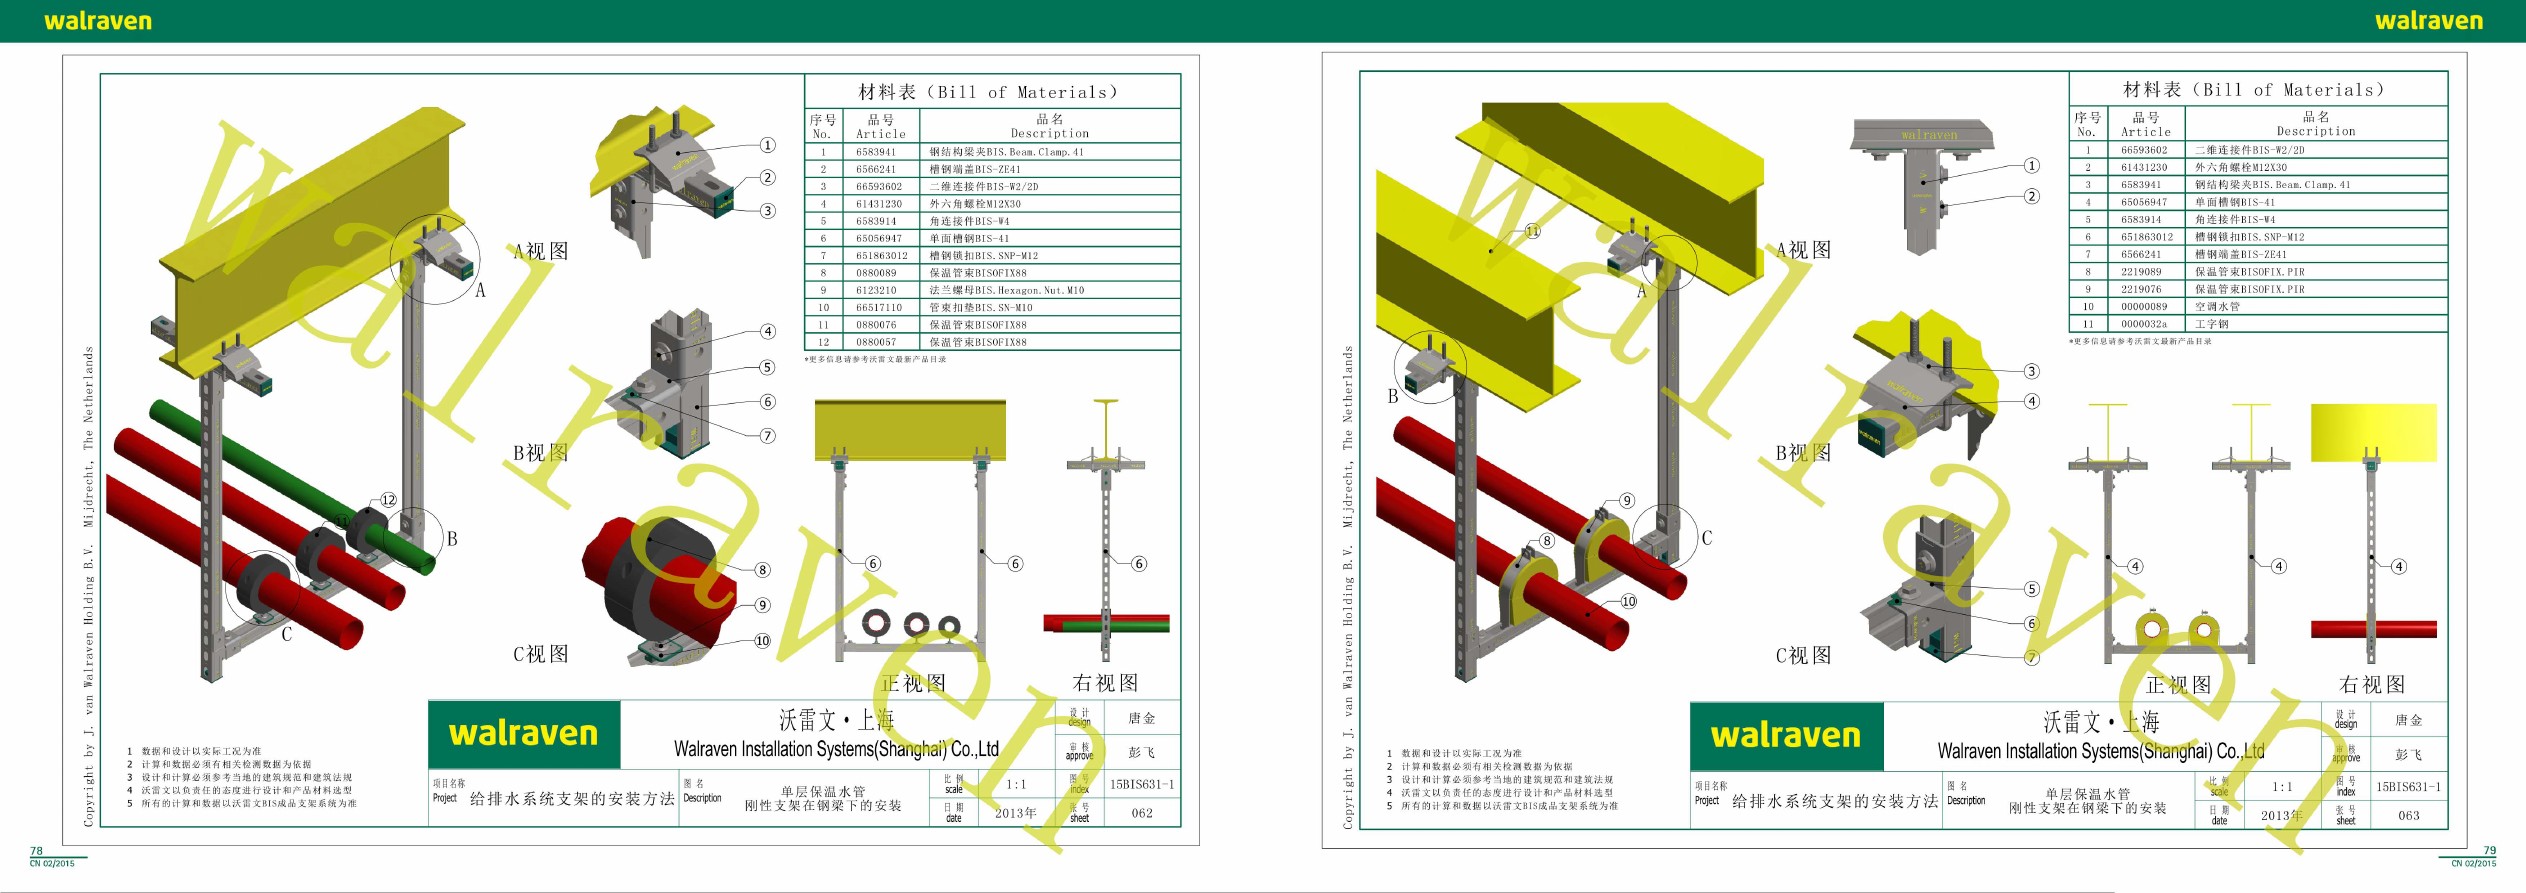 walraven
walraven
材料表（Bill of Materials）
序号 品号 品名
No. Article Description
1 6583941 钢结构梁夹BIS.Beam.Clamp.41
2 6566241 槽钢端盖BIS-ZE41
3 66593602 二维连接件BIS-W2/2D
4 61431230 外六角螺栓M12X30
5 6583914 角连接件BIS-W4
6 65056947 单面槽钢BIS-41
7 651863012 槽钢锁扣BIS.SNP-M12
8 0880089 保温管束BISOFIX88
9 6123210 法兰螺母BIS.Hexagon.Nut.M10
10 66517110 管束扣垫BIS.SN-M10
11 0880076 保温管束BISOFIX88
12 0880057 保温管束BISOFIX88
*更多信息请参考沃雷文最新产品目录
1
2
3
A视图
A
4
5
6
7
B视图
12
11
B
8
9
10
C视图
C
6
6
6
正视图
右视图
walraven
Copyright by J. van Walraven Holding B.V. Mijdrecht, The Netherlands
1 数据和设计以实际工况为准
2 计算和数据必须有相关检测数据为依据
3 设计和计算必须参考当地的建筑规范和建筑法规
4 沃雷文以负责任的态度进行设计和产品材料选型
5 所有的计算和数据以沃雷文BIS成品支架系统为准
walraven
沃雷文·上海
Walraven Installation Systems(Shanghai) Co.,Ltd
设计 design 唐金
审核 approve 彭飞
项目名称 Project 给排水系统支架的安装方法
图名 Description 单层保温水管
刚性支架在钢梁下的安装
比例 scale 1:1
图号 index 15BIS631-1
日期 date 2013年
张号 sheet 062
78
CN 02/2015
材料表（Bill of Materials）
序号 品号 品名
No. Article Description
1 66593602 二维连接件BIS-W2/2D
2 61431230 外六角螺栓M12X30
3 6583941 钢结构梁夹BIS.Beam.Clamp.41
4 65056947 单面槽钢BIS-41
5 6583914 角连接件BIS-W4
6 651863012 槽钢锁扣BIS.SNP-M12
7 6566241 槽钢端盖BIS-ZE41
8 2219089 保温管束BISOFIX.PIR
9 2219076 保温管束BISOFIX.PIR
10 00000089 空调水管
11 0000032a 工字钢
*更多信息请参考沃雷文最新产品目录
walraven
1
2
A视图
11
A
3
4
walraven
B视图
B
9
8
10
C
5
6
7
C视图
4
4
4
正视图
右视图
walraven
Copyright by J. van Walraven Holding B.V. Mijdrecht, The Netherlands
1 数据和设计以实际工况为准
2 计算和数据必须有相关检测数据为依据
3 设计和计算必须参考当地的建筑规范和建筑法规
4 沃雷文以负责任的态度进行设计和产品材料选型
5 所有的计算和数据以沃雷文BIS成品支架系统为准
walraven
沃雷文·上海
Walraven Installation Systems(Shanghai) Co.,Ltd
设计 design 唐金
审核 approve 彭飞
项目名称 Project 给排水系统支架的安装方法
图名 Description 单层保温水管
刚性支架在钢梁下的安装
比例 scale 1:1
图号 index 15BIS631-1
日期 date 2013年
张号 sheet 063
79
CN 02/2015